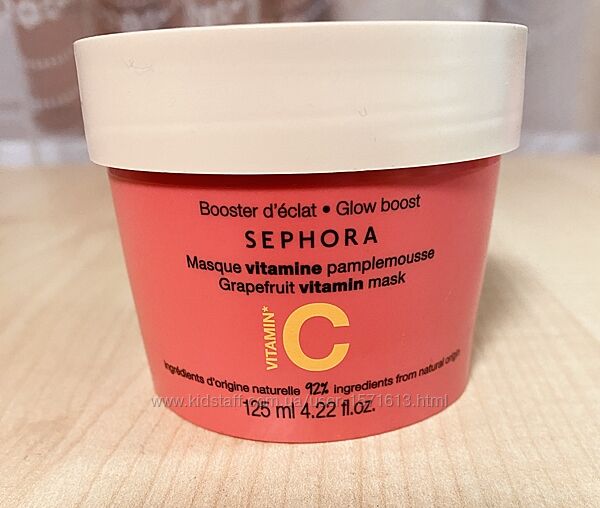 Booster d'éclat • Glow boost
SEPHORA
Masque vitamine pamplemousse
Grapefruit vitamin mask
VITAMIN*
C
Ingrédients d'origine naturelle 92% ingredients from natural origin
125 ml 4.22 fl.oz.
www.kidstaff.com.ua/user-1571613.html